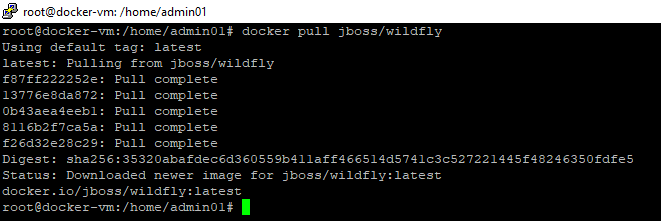 root@docker-vm: /home/admin01
root@docker-vm:/home/admin01# docker pull jboss/wildfly
Using default tag: latest
latest: Pulling from jboss/wildfly
f87ff222252e: Pull complete
13776e8da872: Pull complete
0b43aea4eeb1: Pull complete
8116b2f7ca5a: Pull complete
f26d32e28c29: Pull complete
Digest: sha256:35320abafdec6d360559b411aff466514d5741c3c527221445f48246350fdfe5
Status: Downloaded newer image for jboss/wildfly:latest
docker.io/jboss/wildfly:latest
root@docker-vm:/home/admin01#